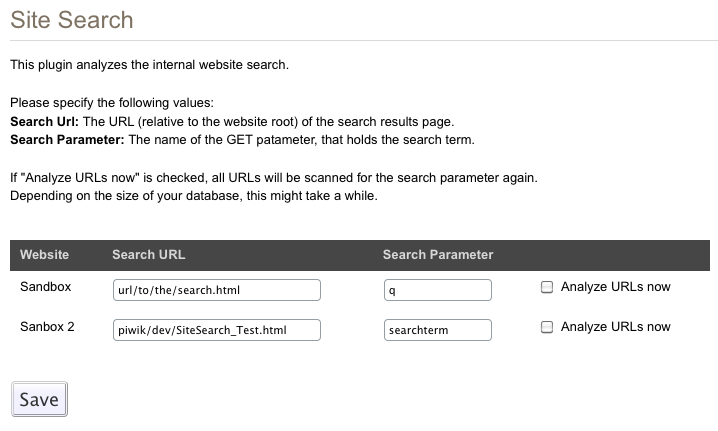 Site Search
This plugin analyzes the internal website search.
Please specify the following values:
Search Url: The URL (relative to the website root) of the search results page.
Search Parameter: The name of the GET patameter, that holds the search term.
If "Analyze URLs now" is checked, all URLs will be scanned for the search parameter again.
Depending on the size of your database, this might take a while.
Website Search URL Search Parameter
Sandbox url/to/the/search.html q Analyze URLs now
Sanbox 2 piwik/dev/SiteSearch_Test.html searchterm Analyze URLs now
Save